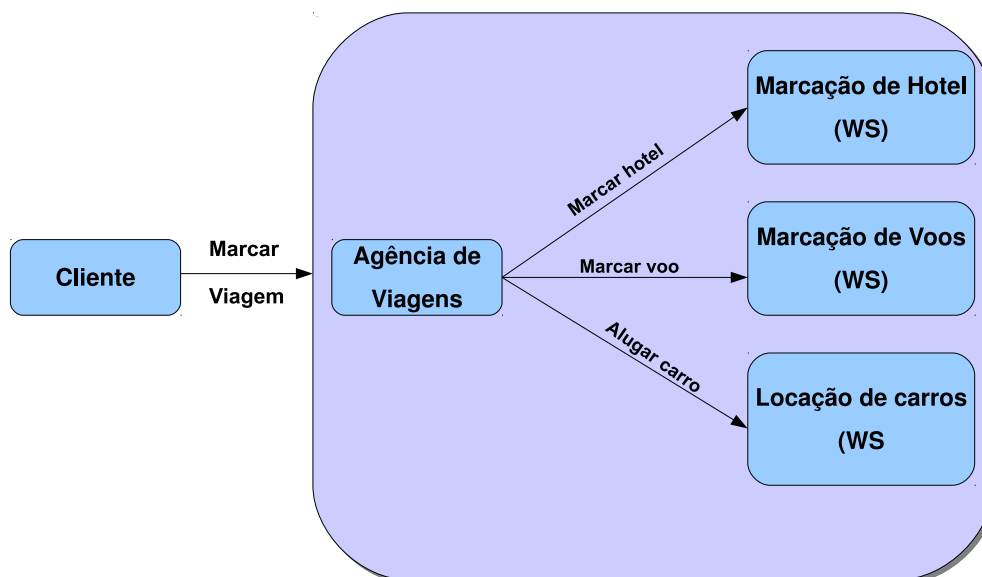 Cliente
Marcar
Viagem
Agência de
Viagens
Marcar hotel
Marcar voo
Alugar carro
Marcação de Hotel
(WS)
Marcação de Voos
(WS)
Locação de carros
(WS